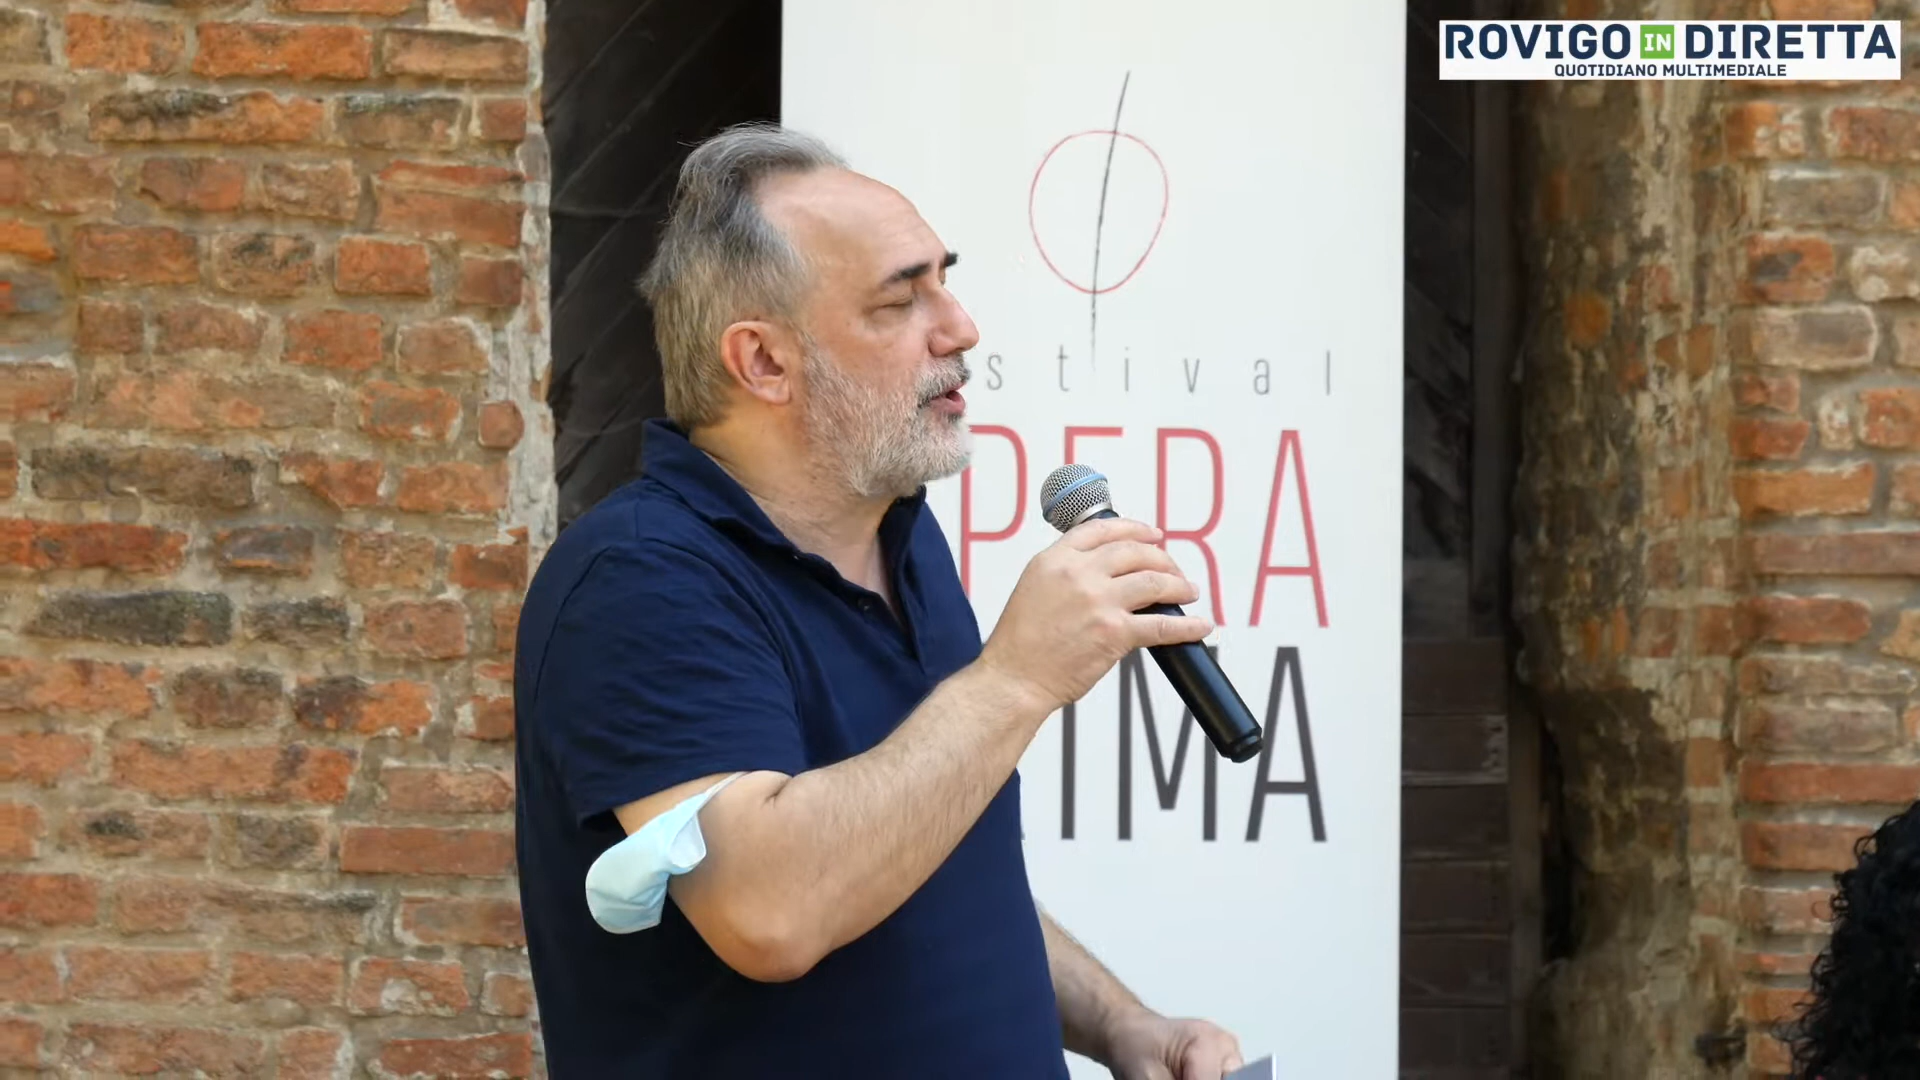 ROVIGO IN DIRETTA
QUOTIDIANO MULTIMEDIALE
stival
PERA
IMA